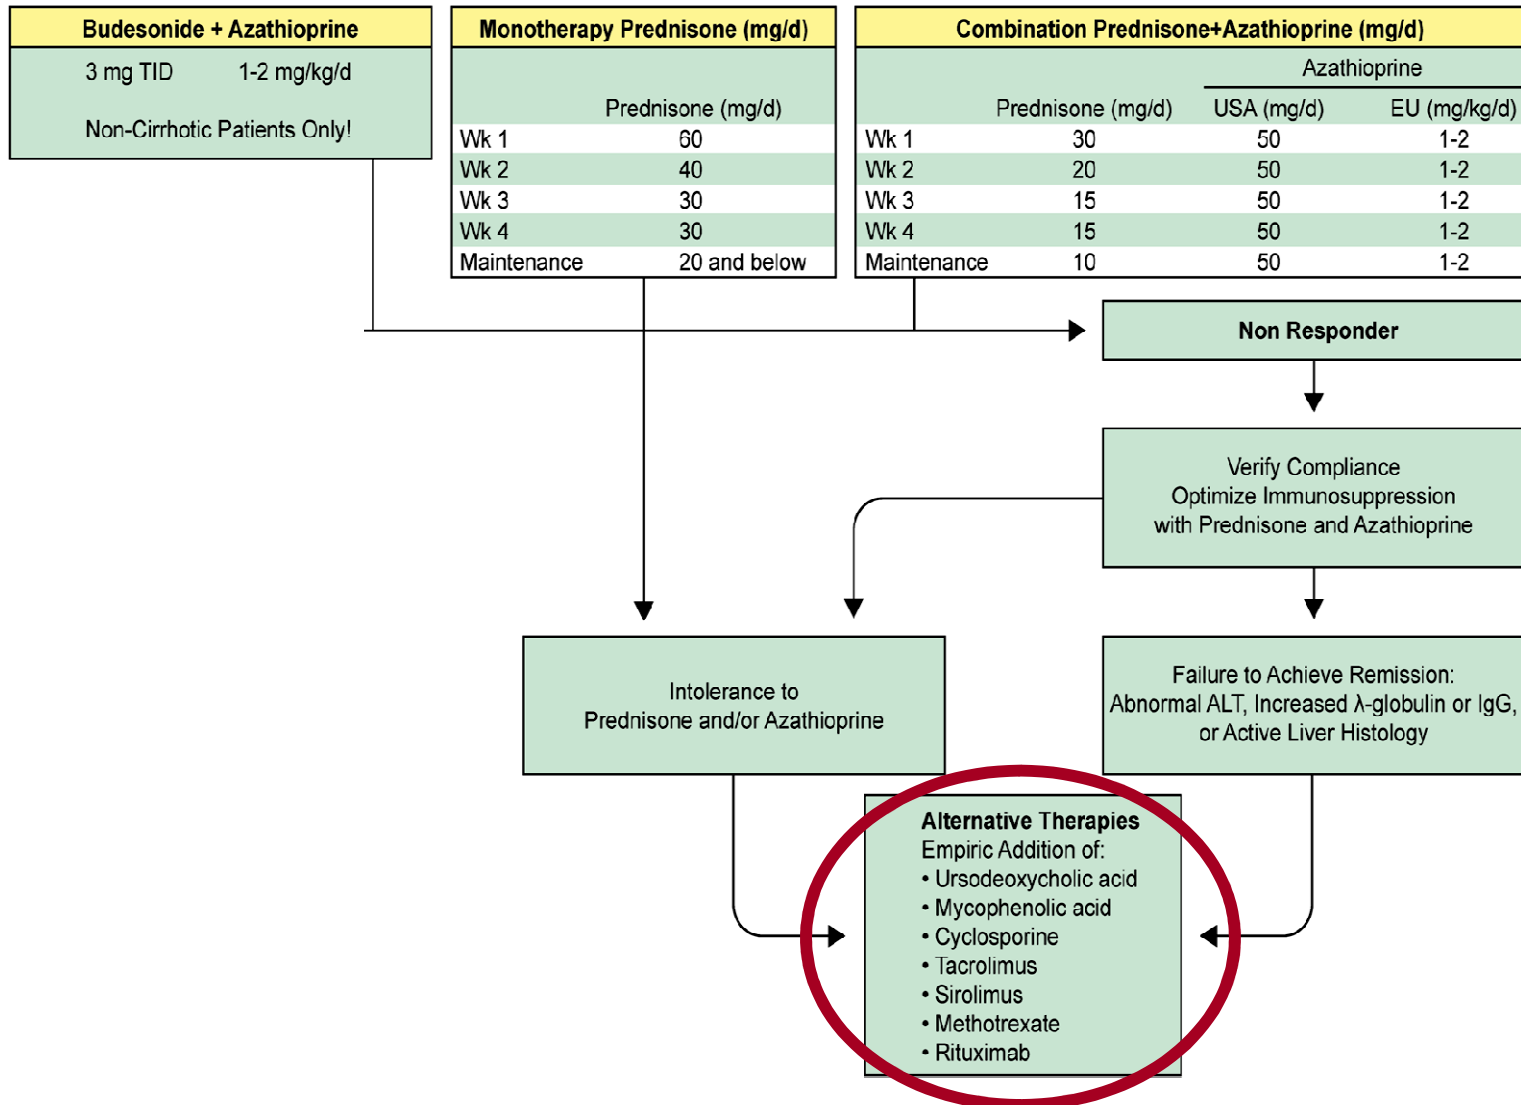 Budesonide + Azathioprine
3 mg TID 1-2 mg/kg/d
Non-Cirrhotic Patients Only!
Monotherapy Prednisone (mg/d)
Prednisone (mg/d)
Wk 1 60
Wk 2 40
Wk 3 30
Wk 4 30
Maintenance 20 and below
Combination Prednisone+Azathioprine (mg/d)
Azathioprine
Prednisone (mg/d) USA (mg/d) EU (mg/kg/d)
Wk 1 30 50 1-2
Wk 2 20 50 1-2
Wk 3 15 50 1-2
Wk 4 15 50 1-2
Maintenance 10 50 1-2
Non Responder
Verify Compliance
Optimize Immunosuppression
with Prednisone and Azathioprine
Intolerance to
Prednisone and/or Azathioprine
Failure to Achieve Remission:
Abnormal ALT, Increased λ-globulin or IgG,
or Active Liver Histology
Alternative Therapies
Empiric Addition of:
• Ursodeoxycholic acid
• Mycophenolic acid
• Cyclosporine
• Tacrolimus
• Sirolimus
• Methotrexate
• Rituximab